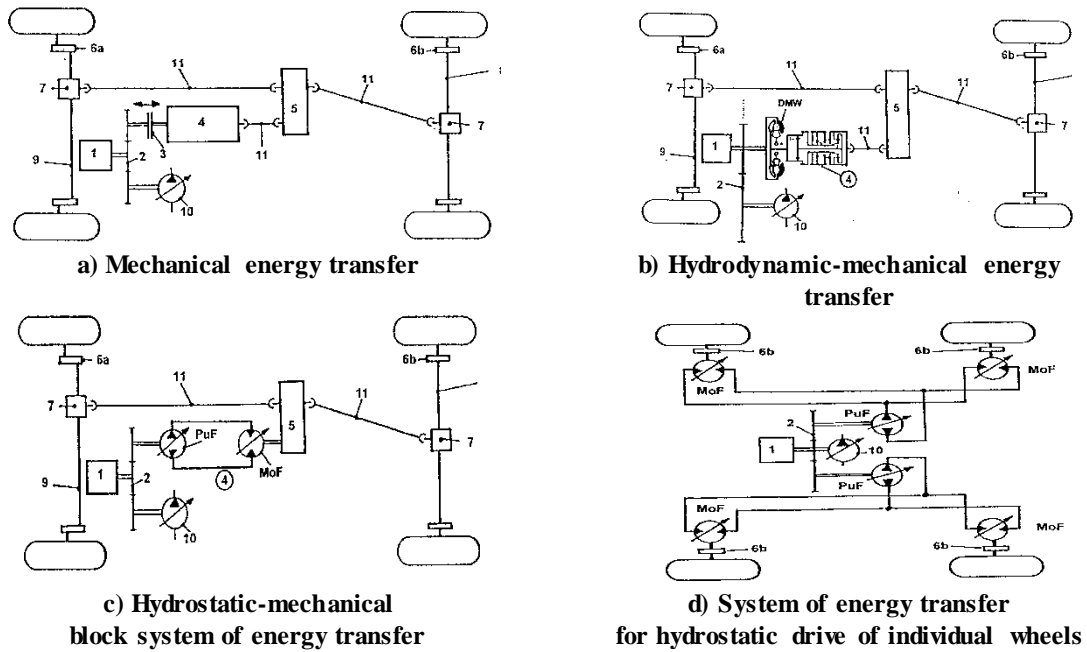 6a
6b
11
7
11
5
4
7
9
1
2
3
11
10
a) Mechanical energy transfer
6a
6b
11
7
11
DMW
5
7
1
11
9
2
4
10
b) Hydrodynamic-mechanical energy
transfer
6a
6b
11
7
11
5
PuF
MoF
7
1
2
4
9
10
c) Hydrostatic-mechanical
block system of energy transfer
6b
6b
MoF
MoF
PuF
2
1
10
PuF
MoF
MoF
6b
6b
d) System of energy transfer
for hydrostatic drive of individual wheels